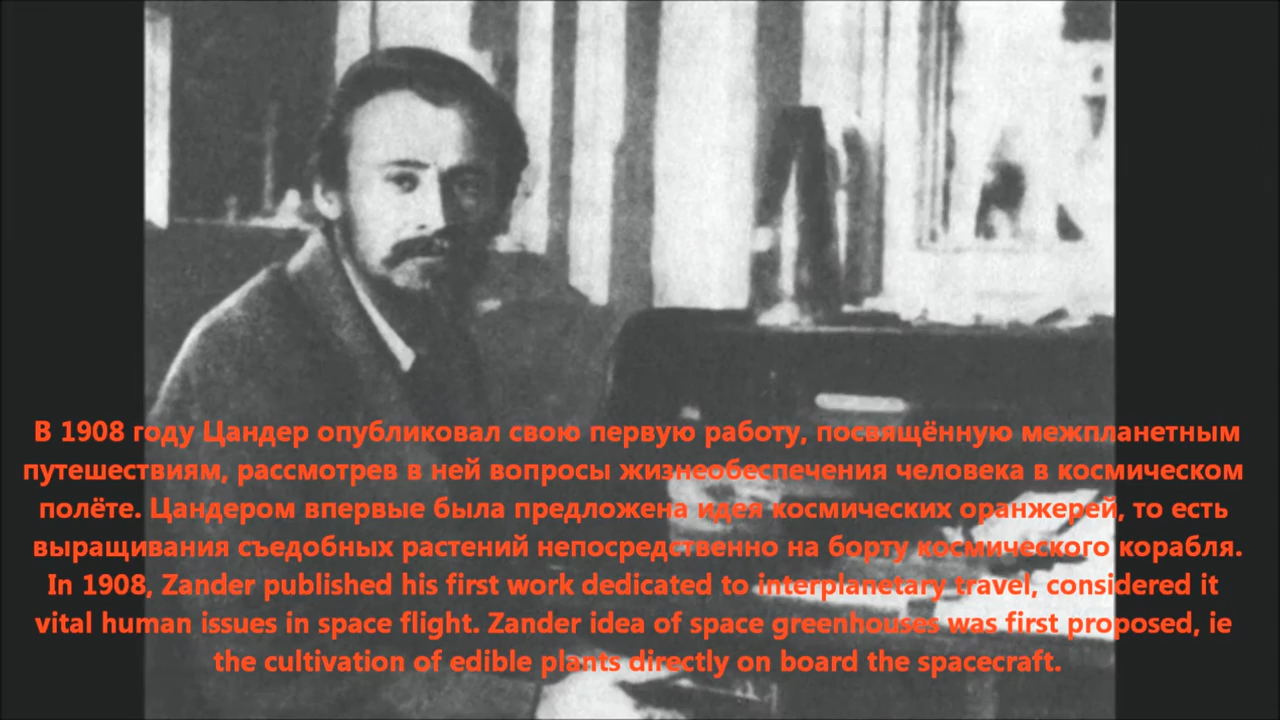 В 1908 году Цандер опубликовал свою первую работу, посвящённую межпланетным
путешествиям, рассмотрев в ней вопросы жизнеобеспечения человека в космическом
полёте. Цандером впервые была предложена идея космических оранжерей, то есть
выращивания съедобных растений непосредственно на борту космического корабля.
In 1908, Zander published his first work dedicated to interplanetary travel, considered it
vital human issues in space flight. Zander idea of space greenhouses was first proposed, ie
the cultivation of edible plants directly on board the spacecraft.